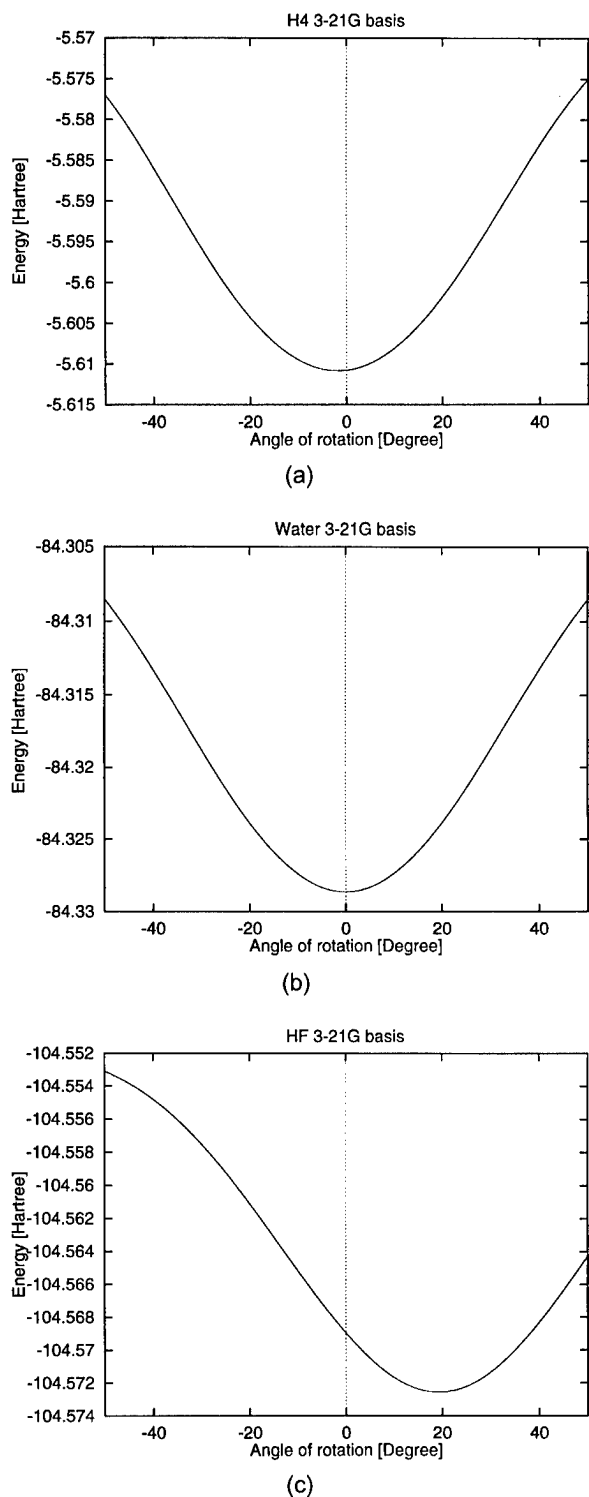 H4 3-21G basis
-5.57
-5.575
-5.58
-5.585
-5.59
-5.595
-5.6
-5.605
-5.61
-5.615
Energy [Hartree]
-40 -20 0 20 40
Angle of rotation [Degree]
(a)
Water 3-21G basis
-84.305
-84.31
-84.315
-84.32
-84.325
-84.33
Energy [Hartree]
-40 -20 0 20 40
Angle of rotation [Degree]
(b)
HF 3-21G basis
-104.552
-104.554
-104.556
-104.558
-104.56
-104.562
-104.564
-104.566
-104.568
-104.57
-104.572
-104.574
Energy [Hartree]
-40 -20 0 20 40
Angle of rotation [Degree]
(c)